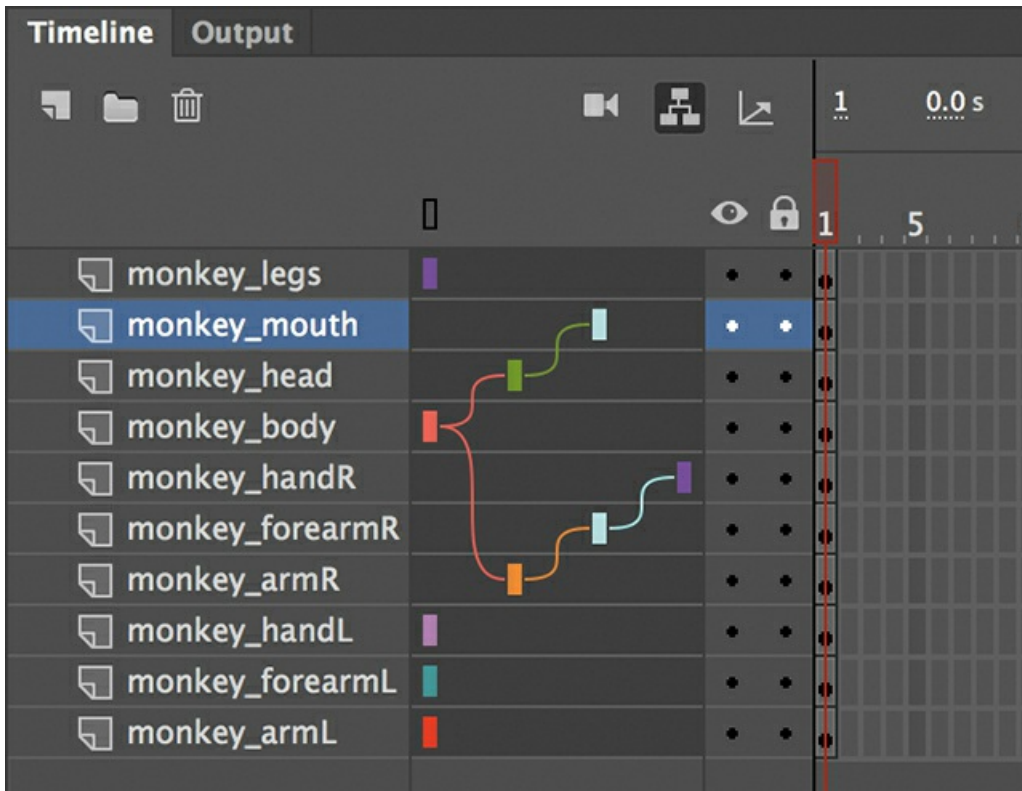 Timeline Output
1 0.0 s
1 5
monkey_legs
monkey_mouth
monkey_head
monkey_body
monkey_handR
monkey_forearmR
monkey_armR
monkey_handL
monkey_forearmL
monkey_armL